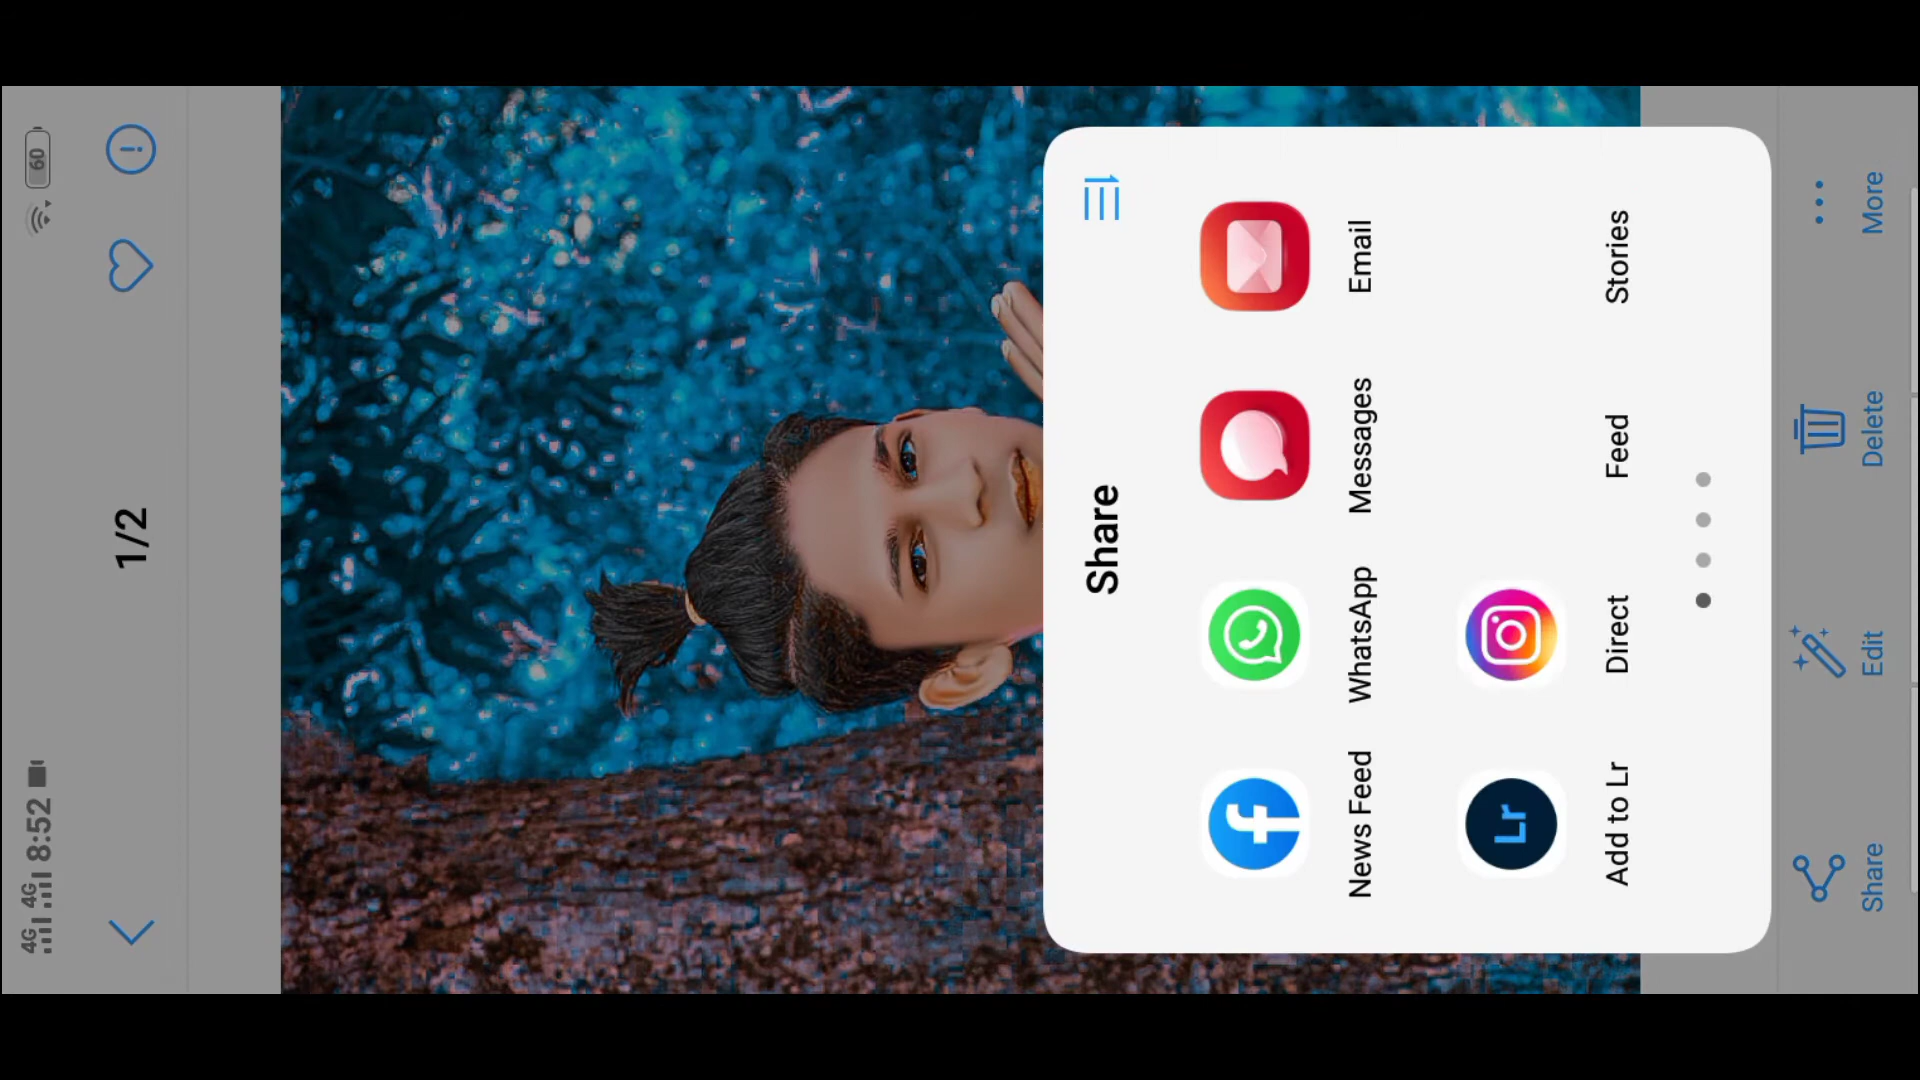 4G 4G 8:52 60
1/2
Share
News Feed WhatsApp Messages Email
Lr
Add to Lr Direct Feed Stories
Share Edit Delete More